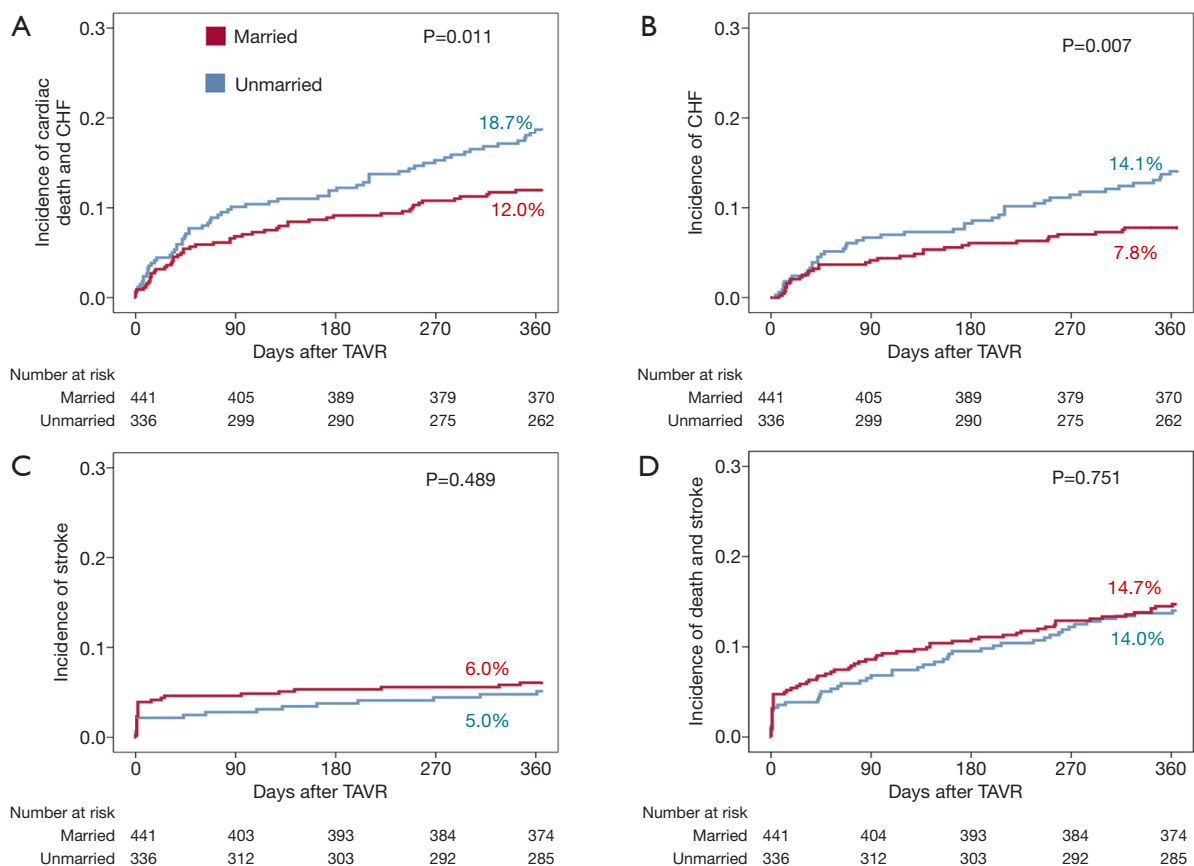 A
Married
Unmarried
P=0.011
18.7%
12.0%
Incidence of cardiac
death and CHF
0.3
0.2
0.1
0.0
0 90 180 270 360
Days after TAVR
Number at risk
Married 441 405 389 379 370
Unmarried 336 299 290 275 262
B
P=0.007
14.1%
7.8%
Incidence of CHF
0.3
0.2
0.1
0.0
0 90 180 270 360
Days after TAVR
Number at risk
Married 441 405 389 379 370
Unmarried 336 299 290 275 262
C
P=0.489
6.0%
5.0%
Incidence of stroke
0.3
0.2
0.1
0.0
0 90 180 270 360
Days after TAVR
Number at risk
Married 441 403 393 384 374
Unmarried 336 312 303 292 285
D
P=0.751
14.7%
14.0%
Incidence of death and stroke
0.3
0.2
0.1
0.0
0 90 180 270 360
Days after TAVR
Number at risk
Married 441 404 393 384 374
Unmarried 336 312 303 292 285